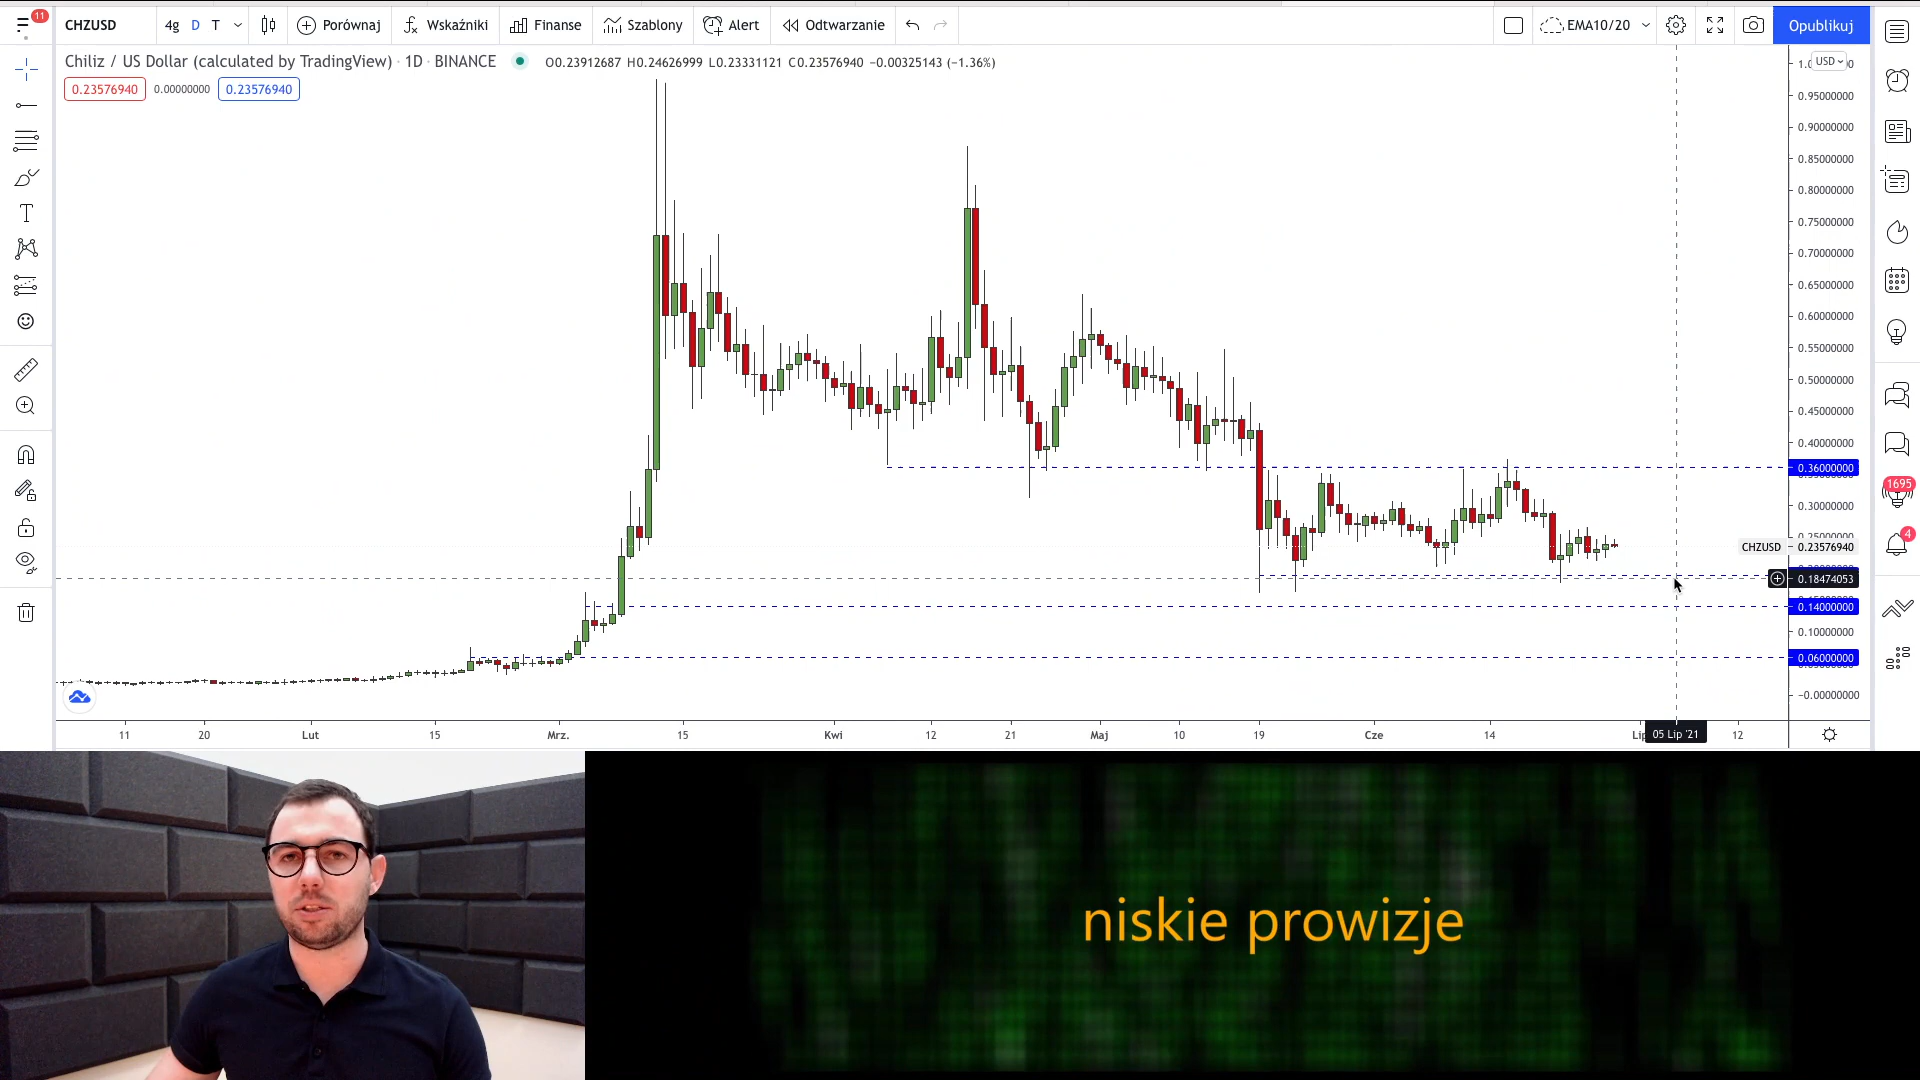 11
CHZUSD
4g D T
Porównaj
Wskaźniki
Finanse
Szablony
Alert
Odtwarzanie
EMA10/20
Opublikuj
Chiliz / US Dollar (calculated by TradingView) · 1D · BINANCE
O0.23912687 H0.24626999 L0.23331121 C0.23576940 −0.00325143 (−1.36%)
0.23576940 0.00000000 0.23576940
USD
0.95000000
0.90000000
0.85000000
0.80000000
0.75000000
0.70000000
0.65000000
0.60000000
0.55000000
0.50000000
0.45000000
0.40000000
0.36000000
0.30000000
CHZUSD 0.23576940
0.18474053
0.14000000
0.10000000
0.06000000
−0.00000000
1695
4
11 20 Lut 15 Mrz. 15 Kwi 12 21 Maj 10 19 Cze 14 05 Lip '21 12
niskie prowizje